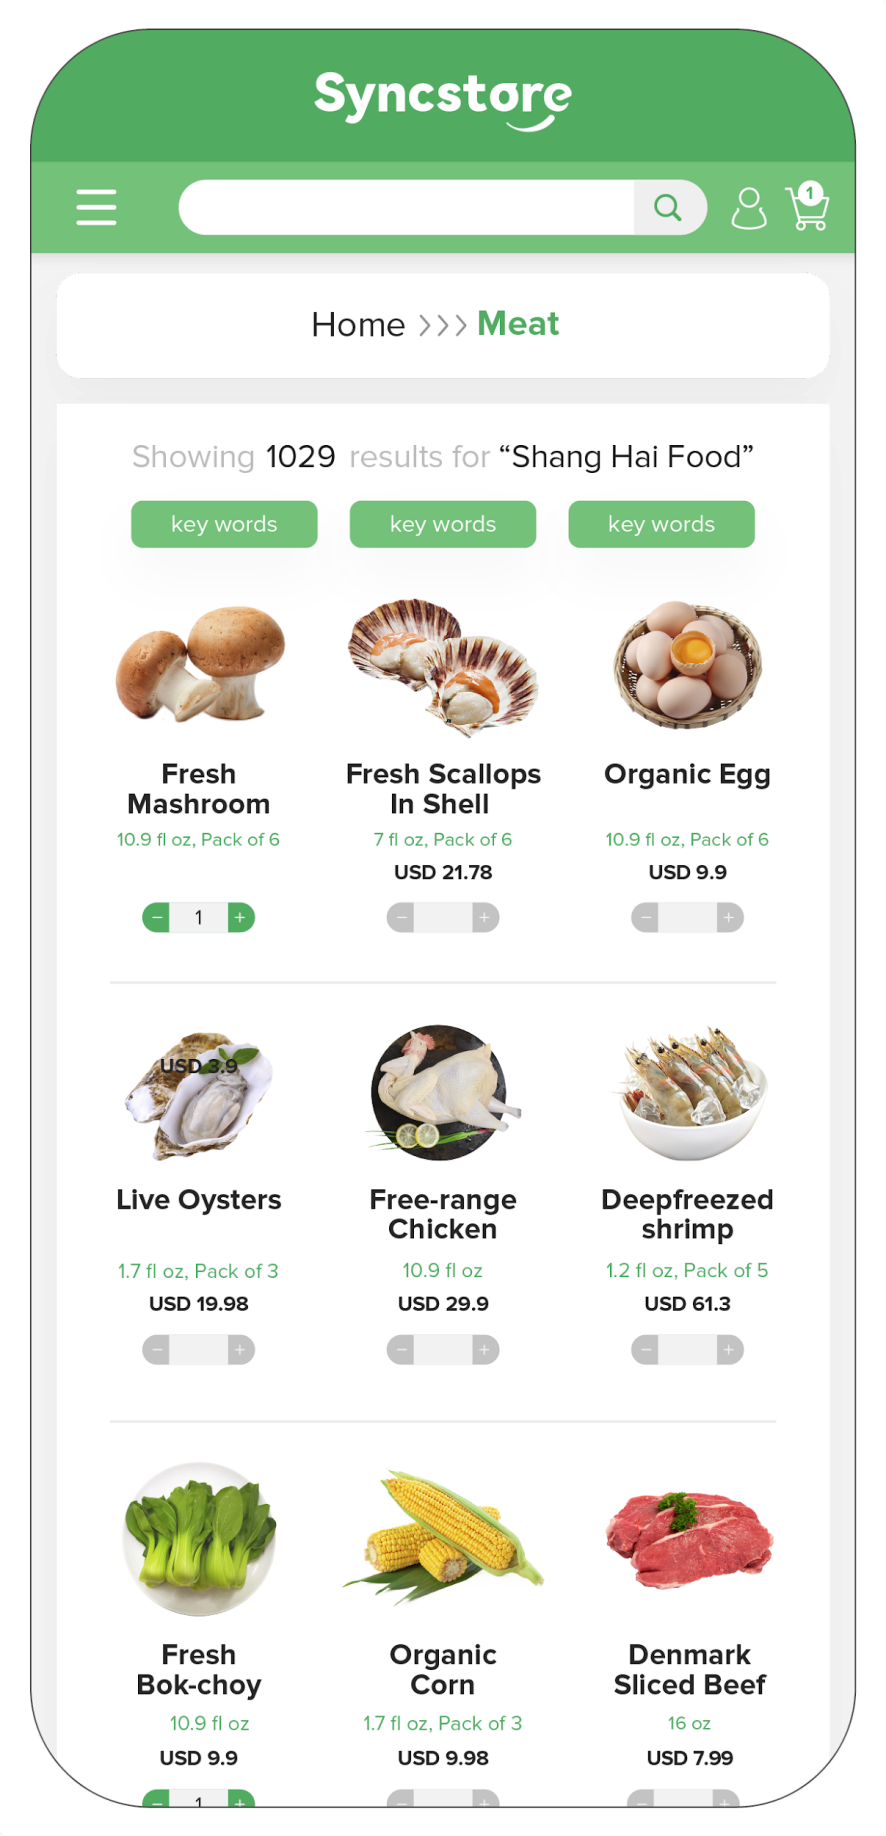 Syncstore
1
Home >>> Meat
Showing 1029 results for “Shang Hai Food”
key words
key words
key words
Fresh
Mashroom
10.9 fl oz, Pack of 6
− 1 +
Fresh Scallops
In Shell
7 fl oz, Pack of 6
USD 21.78
− +
Organic Egg
10.9 fl oz, Pack of 6
USD 9.9
− +
USD 3.9
Live Oysters
1.7 fl oz, Pack of 3
USD 19.98
− +
Free-range
Chicken
10.9 fl oz
USD 29.9
− +
Deepfreezed
shrimp
1.2 fl oz, Pack of 5
USD 61.3
− +
Fresh
Bok-choy
10.9 fl oz
USD 9.9
− 1 +
Organic
Corn
1.7 fl oz, Pack of 3
USD 9.98
− +
Denmark
Sliced Beef
16 oz
USD 7.99
− +